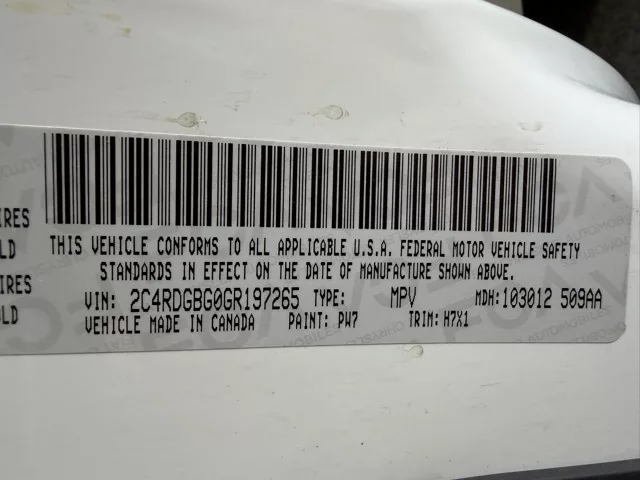 IRES
LD
IRES
LD
THIS VEHICLE CONFORMS TO ALL APPLICABLE U.S.A. FEDERAL MOTOR VEHICLE SAFETY
STANDARDS IN EFFECT ON THE DATE OF MANUFACTURE SHOWN ABOVE.
VIN: 2C4RDGBG0GR197265 TYPE: MPV MDH: 103012 509AA
VEHICLE MADE IN CANADA PAINT: PW7 TRIM: H7X1